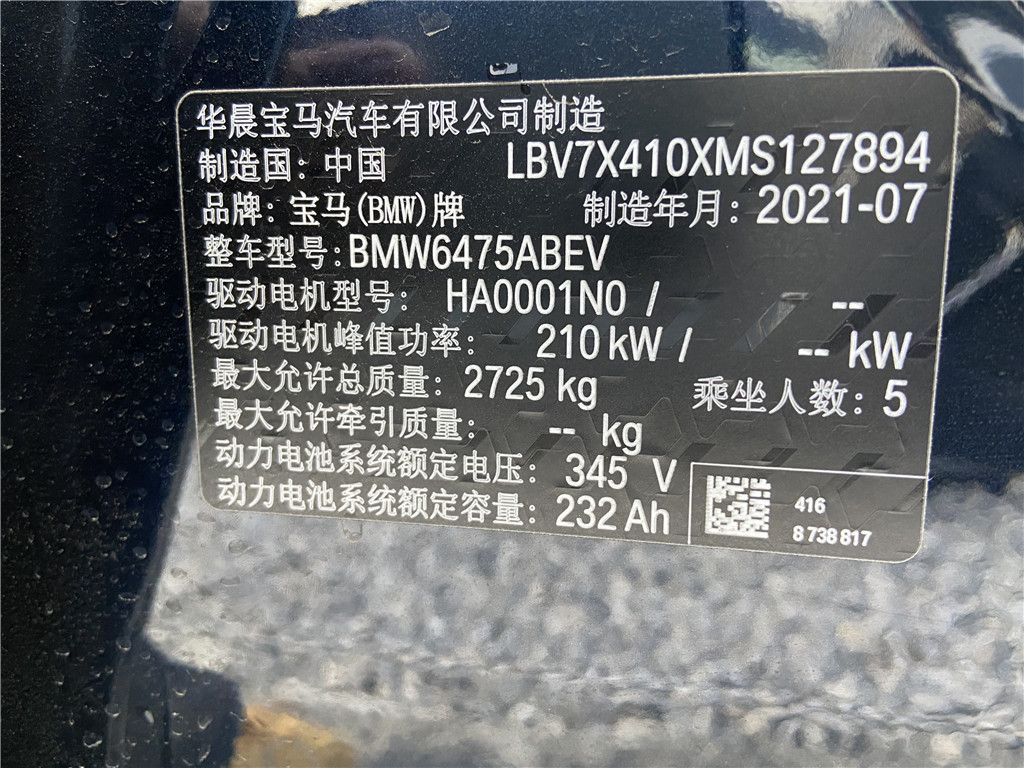 华晨宝马汽车有限公司制造
制造国：中国 LBV7X410XMS127894
品牌：宝马(BMW)牌 制造年月：2021-07
整车型号：BMW6475ABEV
驱动电机型号： HA0001N0 / --
驱动电机峰值功率： 210 kW / -- kW
最大允许总质量： 2725 kg 乘坐人数：5
最大允许牵引质量： -- kg
动力电池系统额定电压： 345 V
动力电池系统额定容量：232 Ah
416
8 738 817